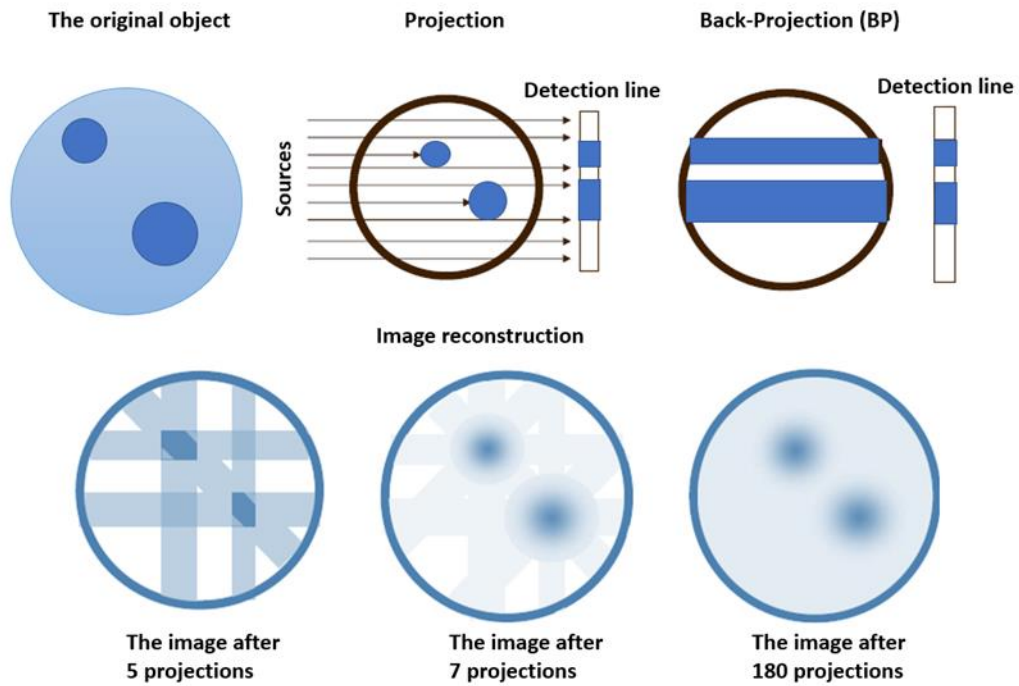 The original object
Projection
Back-Projection (BP)
Detection line
Detection line
Sources
Image reconstruction
The image after
5 projections
The image after
7 projections
The image after
180 projections